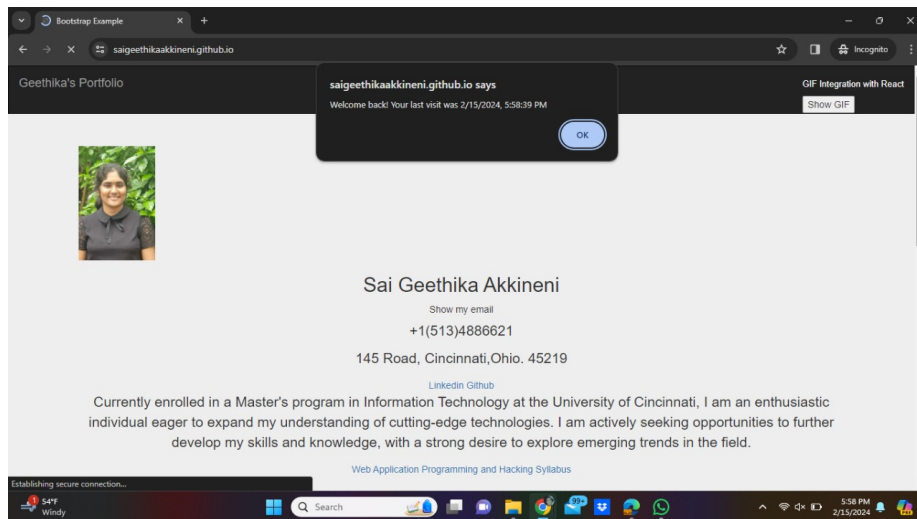 Bootstrap Example
saigeethikaakkineni.github.io
Incognito
Geethika's Portfolio
saigeethikaakkineni.github.io says
Welcome back! Your last visit was 2/15/2024, 5:58:39 PM
OK
GIF Integration with React
Show GIF
Sai Geethika Akkineni
Show my email
+1(513)4886621
145 Road, Cincinnati,Ohio. 45219
Linkedin Github
Currently enrolled in a Master's program in Information Technology at the University of Cincinnati, I am an enthusiastic
individual eager to expand my understanding of cutting-edge technologies. I am actively seeking opportunities to further
develop my skills and knowledge, with a strong desire to explore emerging trends in the field.
Web Application Programming and Hacking Syllabus
Establishing secure connection...
54°F
Windy
Search
99+
5:58 PM
2/15/2024